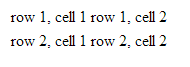 row 1, cell 1 row 1, cell 2
row 2, cell 1 row 2, cell 2